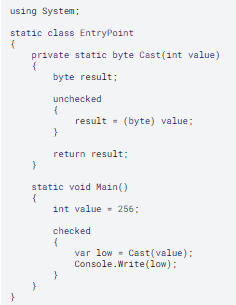 using System;

static class EntryPoint
{
    private static byte Cast(int value)
    {
        byte result;

        unchecked
        {
            result = (byte) value;
        }

        return result;
    }

    static void Main()
    {
        int value = 256;

        checked
        {
            var low = Cast(value);
            Console.Write(low);
        }
    }
}